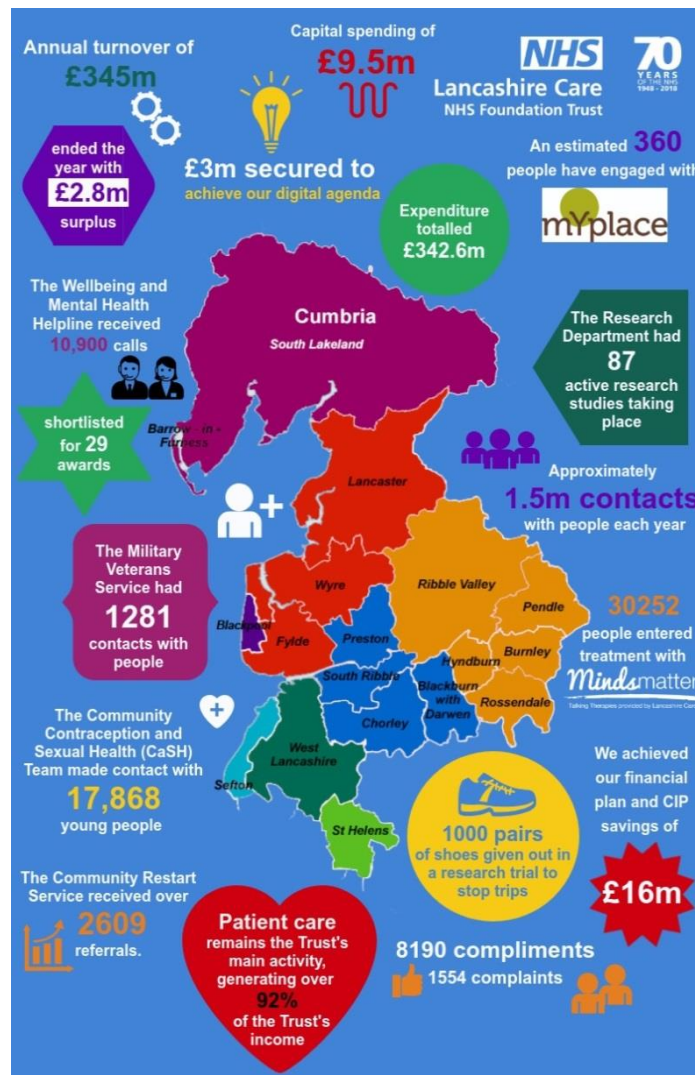 Annual turnover of
£345m
Capital spending of
£9.5m
NHS
Lancashire Care
NHS Foundation Trust
70
YEARS
OF THE NHS
1948 - 2018
ended the
year with
£2.8m
surplus
£3m secured to
achieve our digital agenda
An estimated 360
people have engaged with
mYplace
Expenditure
totalled
£342.6m
The Wellbeing and
Mental Health
Helpline received
10,900 calls
Cumbria
South Lakeland
The Research
Department had
87
active research
studies taking
place
shortlisted
for 29
awards
Barrow - in -
Furness
Lancaster
Approximately
1.5m contacts
with people each year
The Military
Veterans
Service had
1281
contacts with
people
Wyre
Ribble Valley
Pendle
Blackpool
Fylde
Preston
Hyndburn
Burnley
30252
people entered
treatment with
Mindsmatter
Talking Therapies provided by Lancashire Care
South Ribble
Blackburn
with
Darwen
Rossendale
Chorley
West
Lancashire
Sefton
St Helens
The Community
Contraception and
Sexual Health (CaSH)
Team made contact with
17,868
young people
1000 pairs
of shoes given out in
a research trial to
stop trips
We achieved
our financial
plan and CIP
savings of
£16m
The Community Restart
Service received over
2609
referrals.
Patient care
remains the Trust's
main activity,
generating over
92%
of the Trust's
income
8190 compliments
1554 complaints